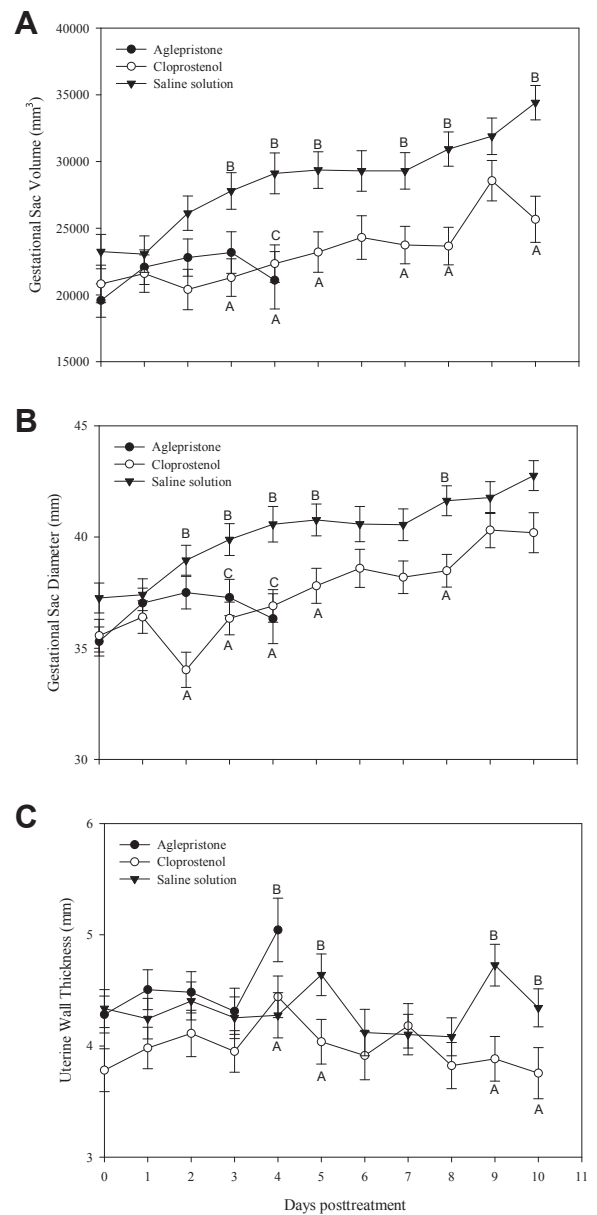 A
40000
35000
30000
25000
20000
15000
Gestational Sac Volume (mm³)
Aglepristone
Cloprostenol
Saline solution
B
B
B
B
B
B
C
A
A
A
A
A
A
B
45
40
35
30
Gestational Sac Diameter (mm)
Aglepristone
Cloprostenol
Saline solution
B
B
B
B
B
C
C
A
A
A
A
A
C
6
5
4
3
Uterine Wall Thickness (mm)
Aglepristone
Cloprostenol
Saline solution
B
B
B
B
A
A
A
A
0 1 2 3 4 5 6 7 8 9 10 11
Days posttreatment